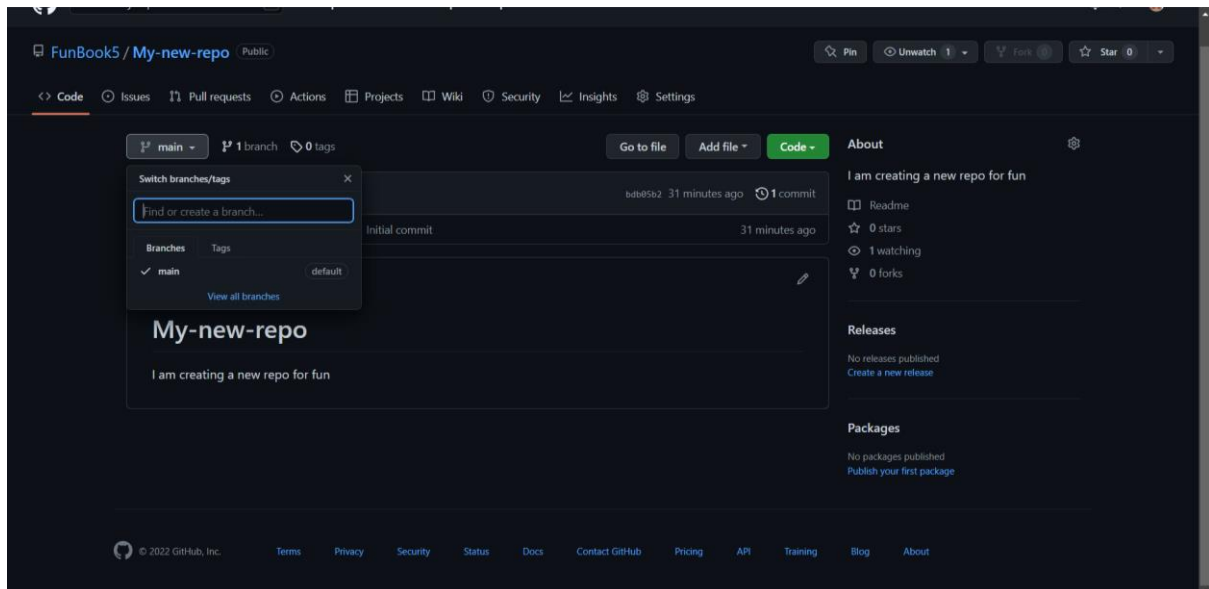 FunBook5 / My-new-repo Public
Pin Unwatch 1 Fork 0 Star 0
Code Issues Pull requests Actions Projects Wiki Security Insights Settings
main 1 branch 0 tags Go to file Add file Code
Switch branches/tags
Find or create a branch...
Branches Tags
main default
View all branches
bdb05b2 31 minutes ago 1 commit
Initial commit 31 minutes ago
My-new-repo
I am creating a new repo for fun
About
I am creating a new repo for fun
Readme
0 stars
1 watching
0 forks
Releases
No releases published
Create a new release
Packages
No packages published
Publish your first package
© 2022 GitHub, Inc. Terms Privacy Security Status Docs Contact GitHub Pricing API Training Blog About